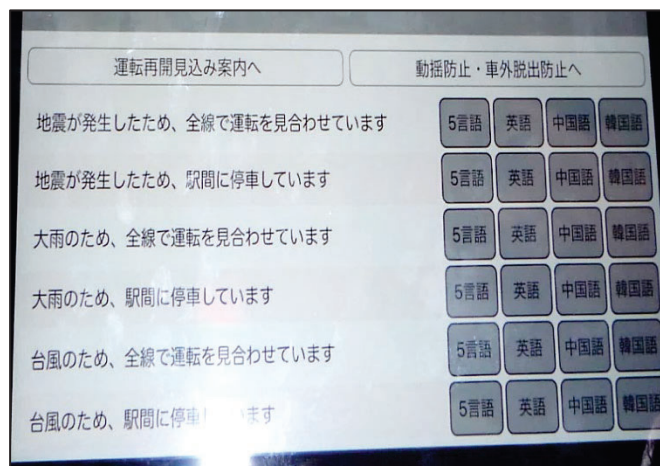 運転再開見込み案内へ 動揺防止・車外脱出防止へ
地震が発生したため、全線で運転を見合わせています 5言語 英語 中国語 韓国語
地震が発生したため、駅間に停車しています 5言語 英語 中国語 韓国語
大雨のため、全線で運転を見合わせています 5言語 英語 中国語 韓国語
大雨のため、駅間に停車しています 5言語 英語 中国語 韓国語
台風のため、全線で運転を見合わせています 5言語 英語 中国語 韓国語
台風のため、駅間に停車 ます 5言語 英語 中国語 韓国語